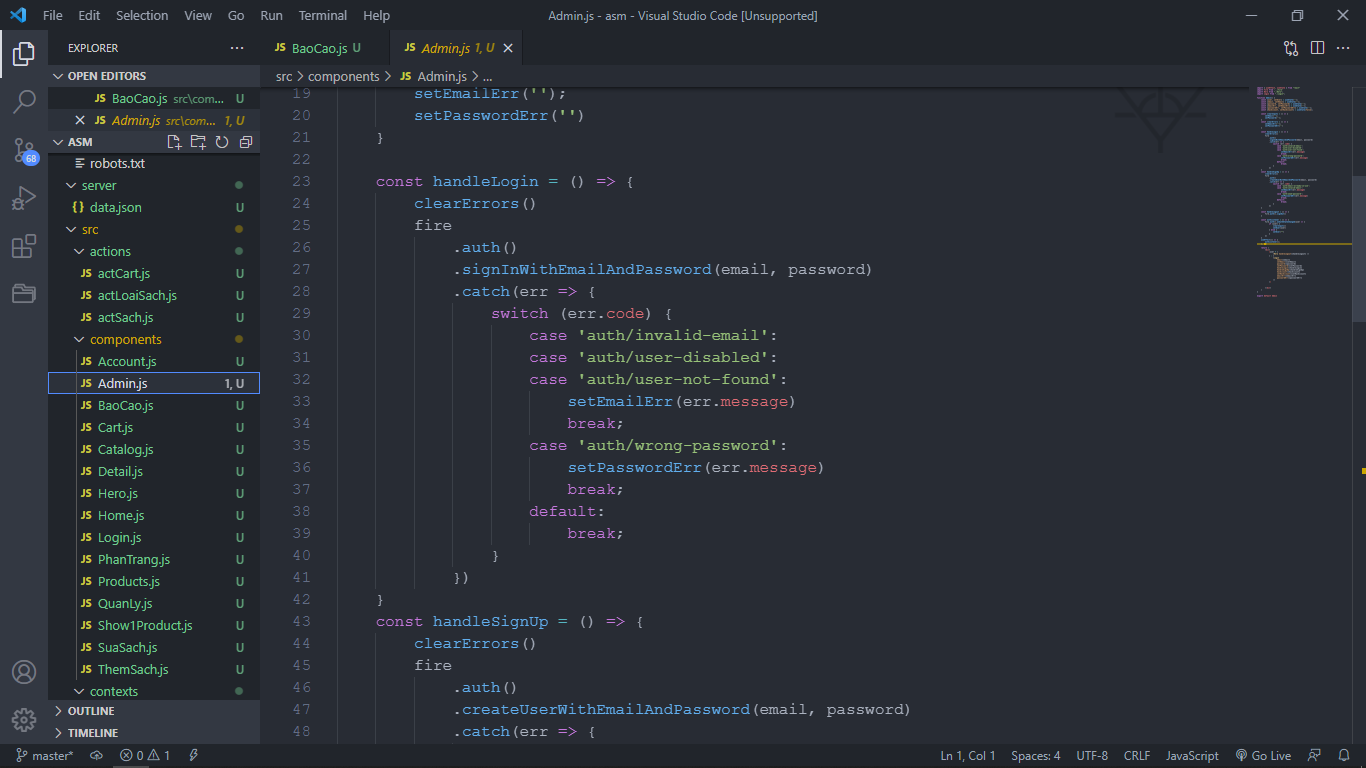 File Edit Selection View Go Run Terminal Help Admin.js - asm - Visual Studio Code [Unsupported]
EXPLORER ...
OPEN EDITORS
JS BaoCao.js src\com... U
JS Admin.js src\com... 1, U
ASM
robots.txt
server
{} data.json U
src
actions
JS actCart.js U
JS actLoaiSach.js U
JS actSach.js U
components
JS Account.js U
JS Admin.js 1, U
JS BaoCao.js U
JS Cart.js U
JS Catalog.js U
JS Detail.js U
JS Hero.js U
JS Home.js U
JS Login.js U
JS PhanTrang.js U
JS Products.js U
JS QuanLy.js U
JS Show1Product.js U
JS SuaSach.js U
JS ThemSach.js U
contexts
OUTLINE
TIMELINE
68
JS BaoCao.js U JS Admin.js 1, U
src > components > JS Admin.js > ...
19 setEmailErr('');
20 setPasswordErr('')
21 }
22
23 const handleLogin = () => {
24 clearErrors()
25 fire
26 .auth()
27 .signInWithEmailAndPassword(email, password)
28 .catch(err => {
29 switch (err.code) {
30 case 'auth/invalid-email':
31 case 'auth/user-disabled':
32 case 'auth/user-not-found':
33 setEmailErr(err.message)
34 break;
35 case 'auth/wrong-password':
36 setPasswordErr(err.message)
37 break;
38 default:
39 break;
40 }
41 })
42 }
43 const handleSignUp = () => {
44 clearErrors()
45 fire
46 .auth()
47 .createUserWithEmailAndPassword(email, password)
48 .catch(err => {
master* 0 1 Ln 1, Col 1 Spaces: 4 UTF-8 CRLF JavaScript Go Live